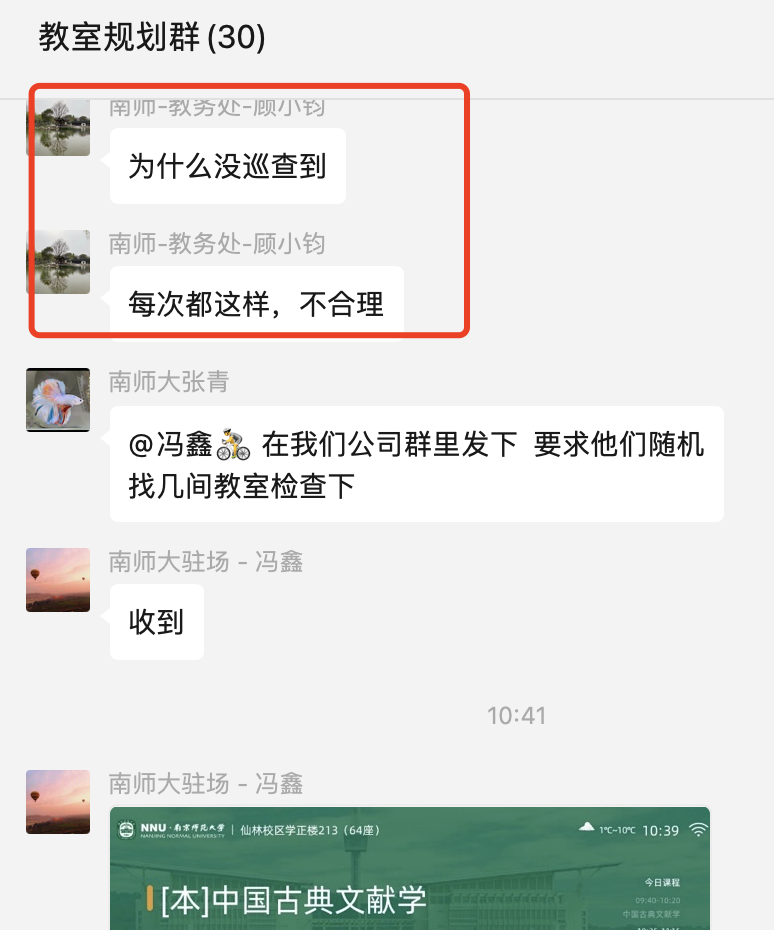 教室规划群(30)
南师-教务处-顾小钧
为什么没巡查到
南师-教务处-顾小钧
每次都这样，不合理
南师大张青
@冯鑫🚴 在我们公司群里发下 要求他们随机
找几间教室检查下
南师大驻场 - 冯鑫
收到
10:41
南师大驻场 - 冯鑫
NNU·南京师范大学 | 仙林校区学正楼213（64座） 1℃~10℃ 10:39
NANJING NORMAL UNIVERSITY
[本]中国古典文献学
今日课程
09:40-10:20
中国古典文献学